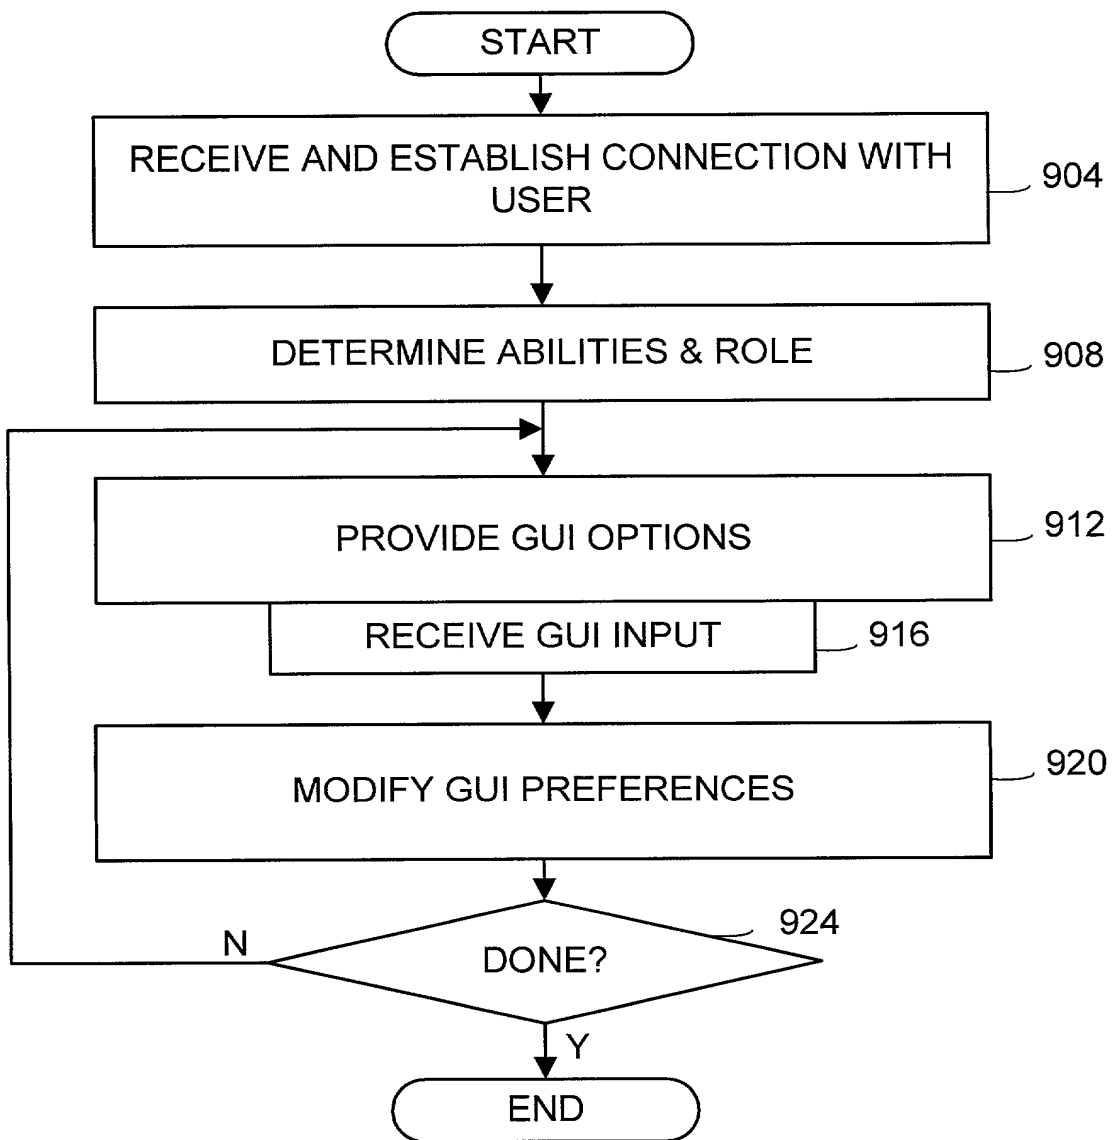 START
RECEIVE AND ESTABLISH CONNECTION WITH
USER
904
DETERMINE ABILITIES & ROLE
908
PROVIDE GUI OPTIONS
912
RECEIVE GUI INPUT
916
MODIFY GUI PREFERENCES
920
924
N
DONE?
Y
END